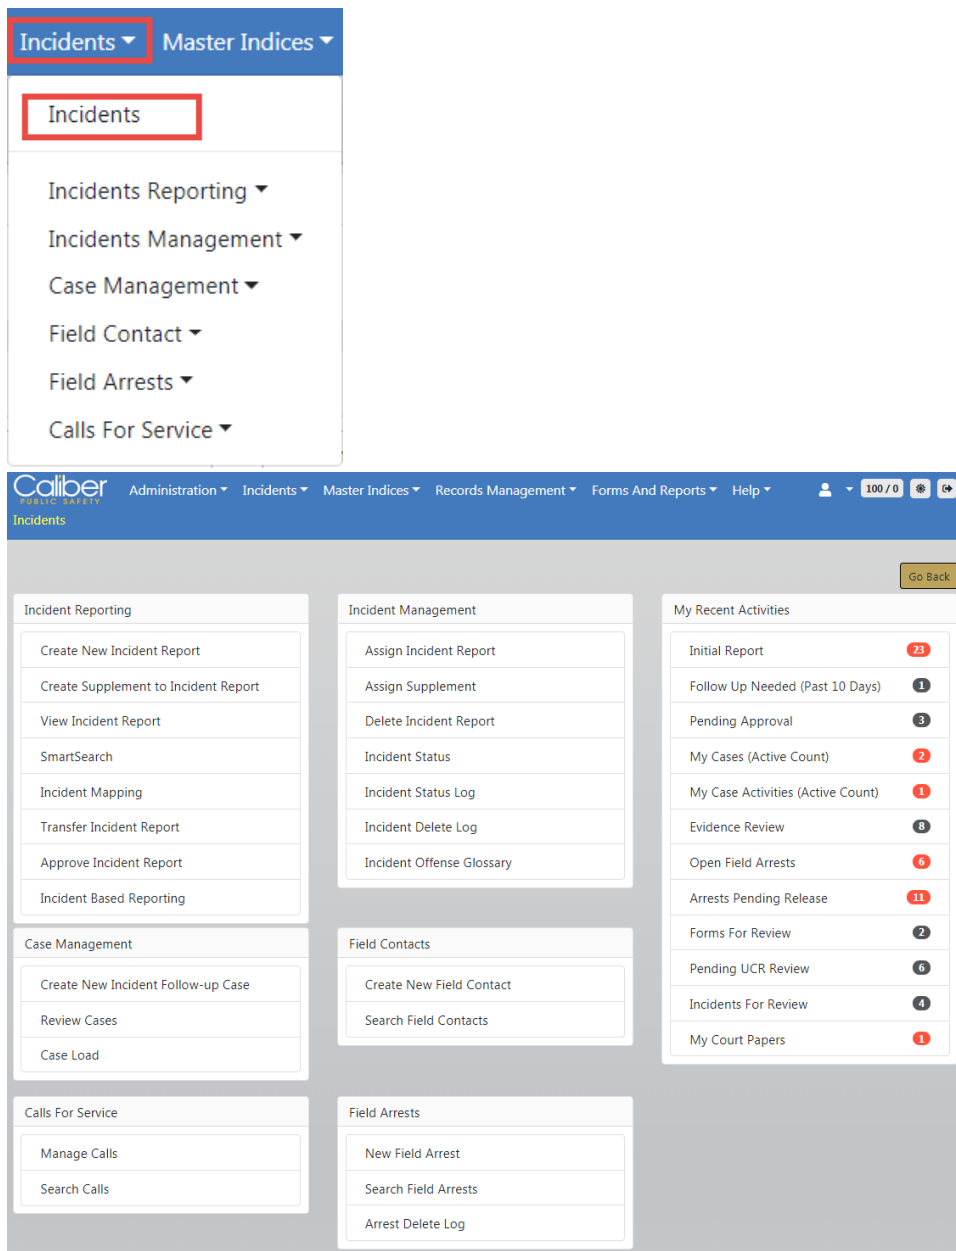 Incidents Master Indices
Incidents
Incidents Reporting
Incidents Management
Case Management
Field Contact
Field Arrests
Calls For Service
Caliber
PUBLIC SAFETY
Administration Incidents Master Indices Records Management Forms And Reports Help 100 / 0
Incidents
Go Back
Incident Reporting
Create New Incident Report
Create Supplement to Incident Report
View Incident Report
SmartSearch
Incident Mapping
Transfer Incident Report
Approve Incident Report
Incident Based Reporting
Incident Management
Assign Incident Report
Assign Supplement
Delete Incident Report
Incident Status
Incident Status Log
Incident Delete Log
Incident Offense Glossary
My Recent Activities
Initial Report 23
Follow Up Needed (Past 10 Days) 1
Pending Approval 3
My Cases (Active Count) 2
My Case Activities (Active Count) 1
Evidence Review 8
Open Field Arrests 6
Arrests Pending Release 11
Forms For Review 2
Pending UCR Review 6
Incidents For Review 4
My Court Papers 1
Case Management
Create New Incident Follow-up Case
Review Cases
Case Load
Field Contacts
Create New Field Contact
Search Field Contacts
Calls For Service
Manage Calls
Search Calls
Field Arrests
New Field Arrest
Search Field Arrests
Arrest Delete Log